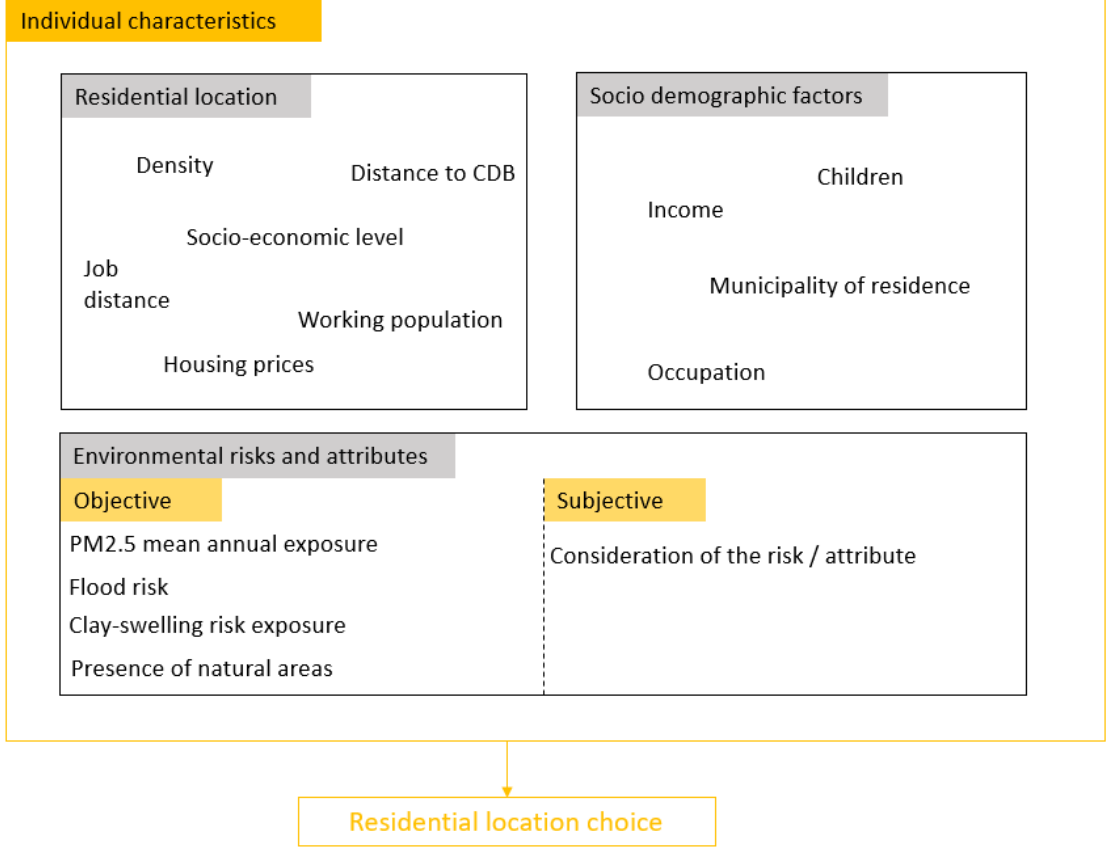 Individual characteristics
Residential location
Density
Distance to CDB
Socio-economic level
Job
distance
Working population
Housing prices
Socio demographic factors
Children
Income
Municipality of residence
Occupation
Environmental risks and attributes
Objective
PM2.5 mean annual exposure
Flood risk
Clay-swelling risk exposure
Presence of natural areas
Subjective
Consideration of the risk / attribute
Residential location choice